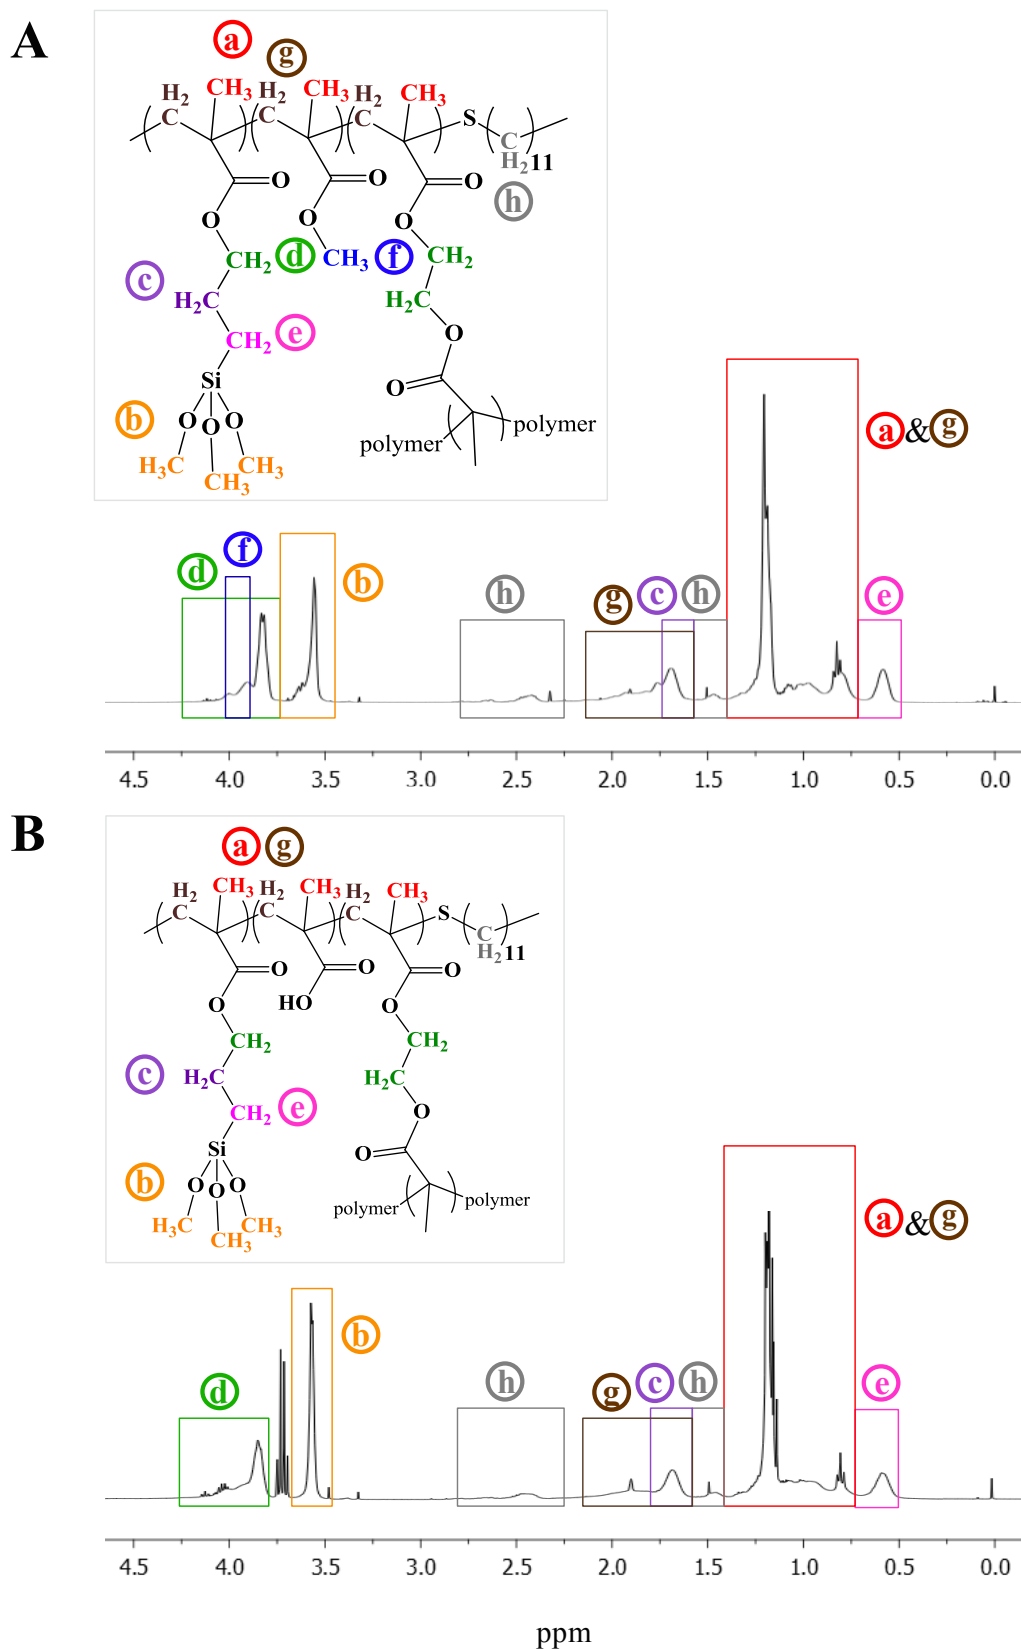 A
a g
H₂ CH₃ H₂ CH₃ H₂ CH₃
C C C S C
H₂ 11
O O O h
O O O
CH₂ d CH₃ f CH₂
c H₂C H₂C
CH₂ e O
Si O
b O O O
polymer polymer
H₃C CH₃ CH₃
a & g
d f b h g c h e
4.5 4.0 3.5 3.0 2.5 2.0 1.5 1.0 0.5 0.0
B
a g
H₂ CH₃ H₂ CH₃ H₂ CH₃
C C C S C
H₂ 11
O O O
O HO O
CH₂ CH₂
c H₂C H₂C
CH₂ e O
Si O
b O O O
polymer polymer
H₃C CH₃ CH₃
a & g
d b h g c h e
4.5 4.0 3.5 3.0 2.5 2.0 1.5 1.0 0.5 0.0
ppm